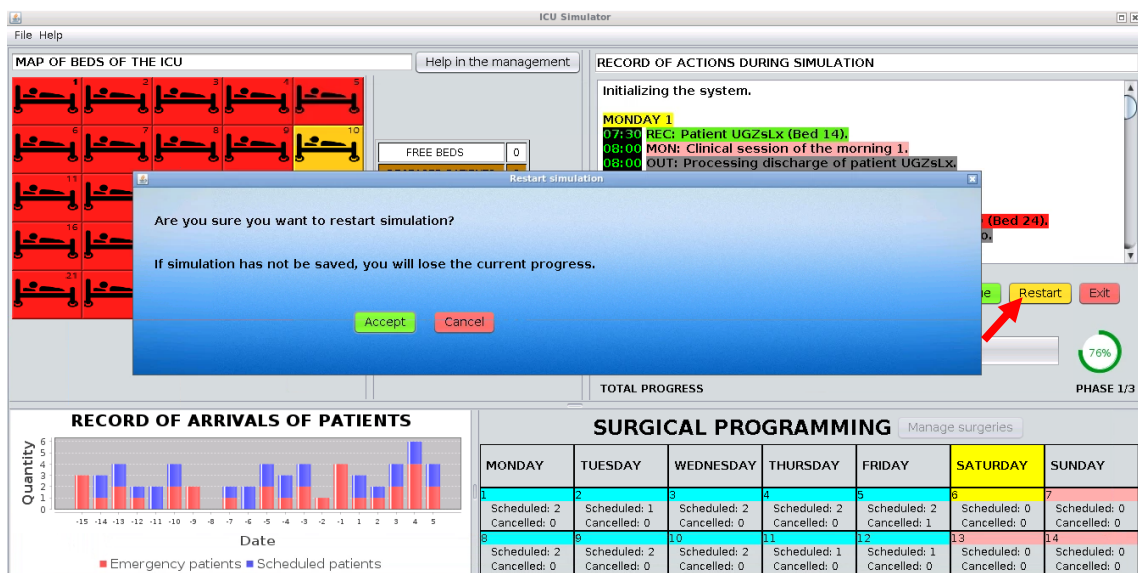 ICU Simulator
File Help
MAP OF BEDS OF THE ICU
Help in the management
1 2 3 4 5
6 7 8 9 10
FREE BEDS 0
11
16
21
RECORD OF ACTIONS DURING SIMULATION
Initializing the system.
MONDAY 1
07:30 REC: Patient UGZsLx (Bed 14).
08:00 MON: Clinical session of the morning 1.
08:00 OUT: Processing discharge of patient UGZsLx.
(Bed 24).
Restart simulation
Are you sure you want to restart simulation?
If simulation has not be saved, you will lose the current progress.
Accept Cancel
Restart Exit
76%
TOTAL PROGRESS PHASE 1/3
RECORD OF ARRIVALS OF PATIENTS
Quantity
6
5
4
3
2
1
0
-15 -14 -13 -12 -11 -10 -9 -8 -7 -6 -5 -4 -3 -2 -1 1 2 3 4 5
Date
Emergency patients Scheduled patients
SURGICAL PROGRAMMING Manage surgeries
MONDAY TUESDAY WEDNESDAY THURSDAY FRIDAY SATURDAY SUNDAY
1 2 3 4 5 6 7
Scheduled: 2 Scheduled: 1 Scheduled: 2 Scheduled: 2 Scheduled: 2 Scheduled: 0 Scheduled: 0
Cancelled: 0 Cancelled: 0 Cancelled: 0 Cancelled: 0 Cancelled: 1 Cancelled: 0 Cancelled: 0
8 9 10 11 12 13 14
Scheduled: 2 Scheduled: 2 Scheduled: 2 Scheduled: 1 Scheduled: 1 Scheduled: 0 Scheduled: 0
Cancelled: 0 Cancelled: 0 Cancelled: 0 Cancelled: 0 Cancelled: 0 Cancelled: 0 Cancelled: 0